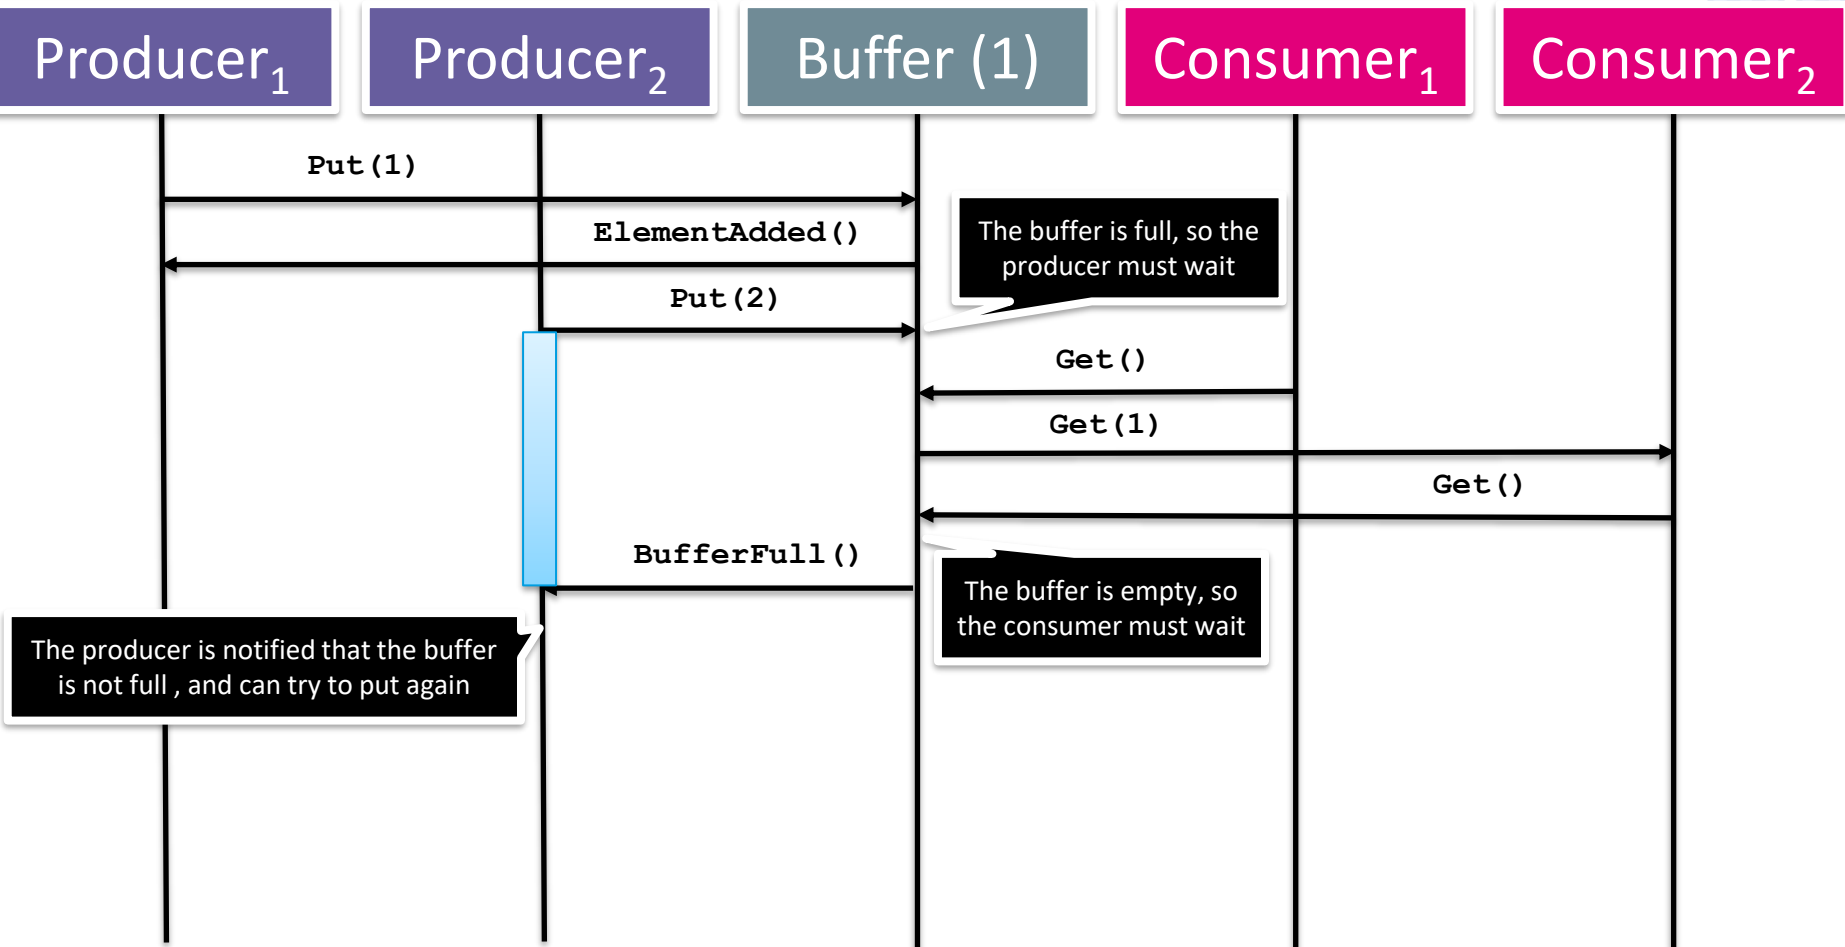 Producer₁
Producer₂
Buffer (1)
Consumer₁
Consumer₂
Put(1)
ElementAdded()
The buffer is full, so the
producer must wait
Put(2)
Get()
Get(1)
Get()
BufferFull()
The buffer is empty, so
the consumer must wait
The producer is notified that the buffer
is not full , and can try to put again